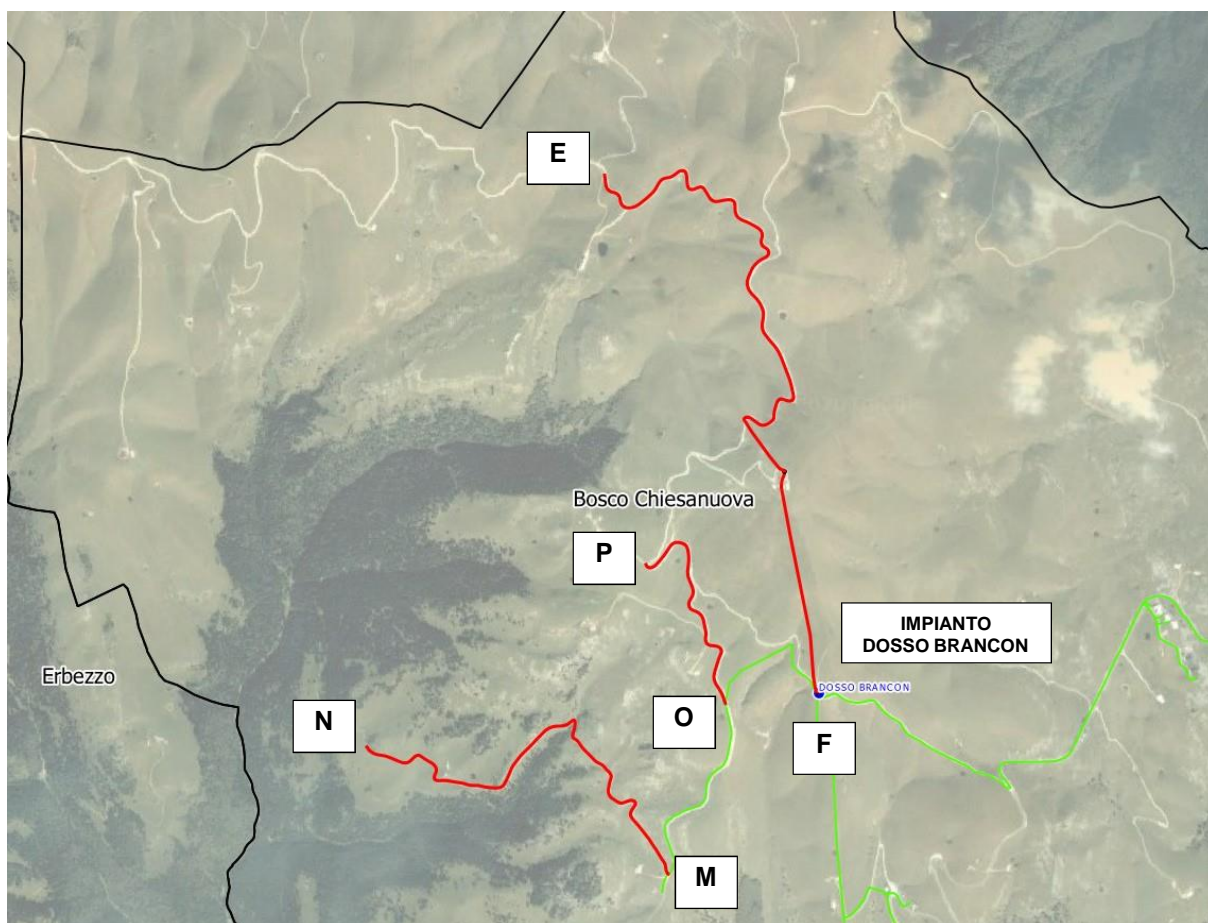 E
Bosco Chiesanuova
P
IMPIANTO
DOSSO BRANCON
Erbezzo
DOSSO BRANCON
N
O
F
M